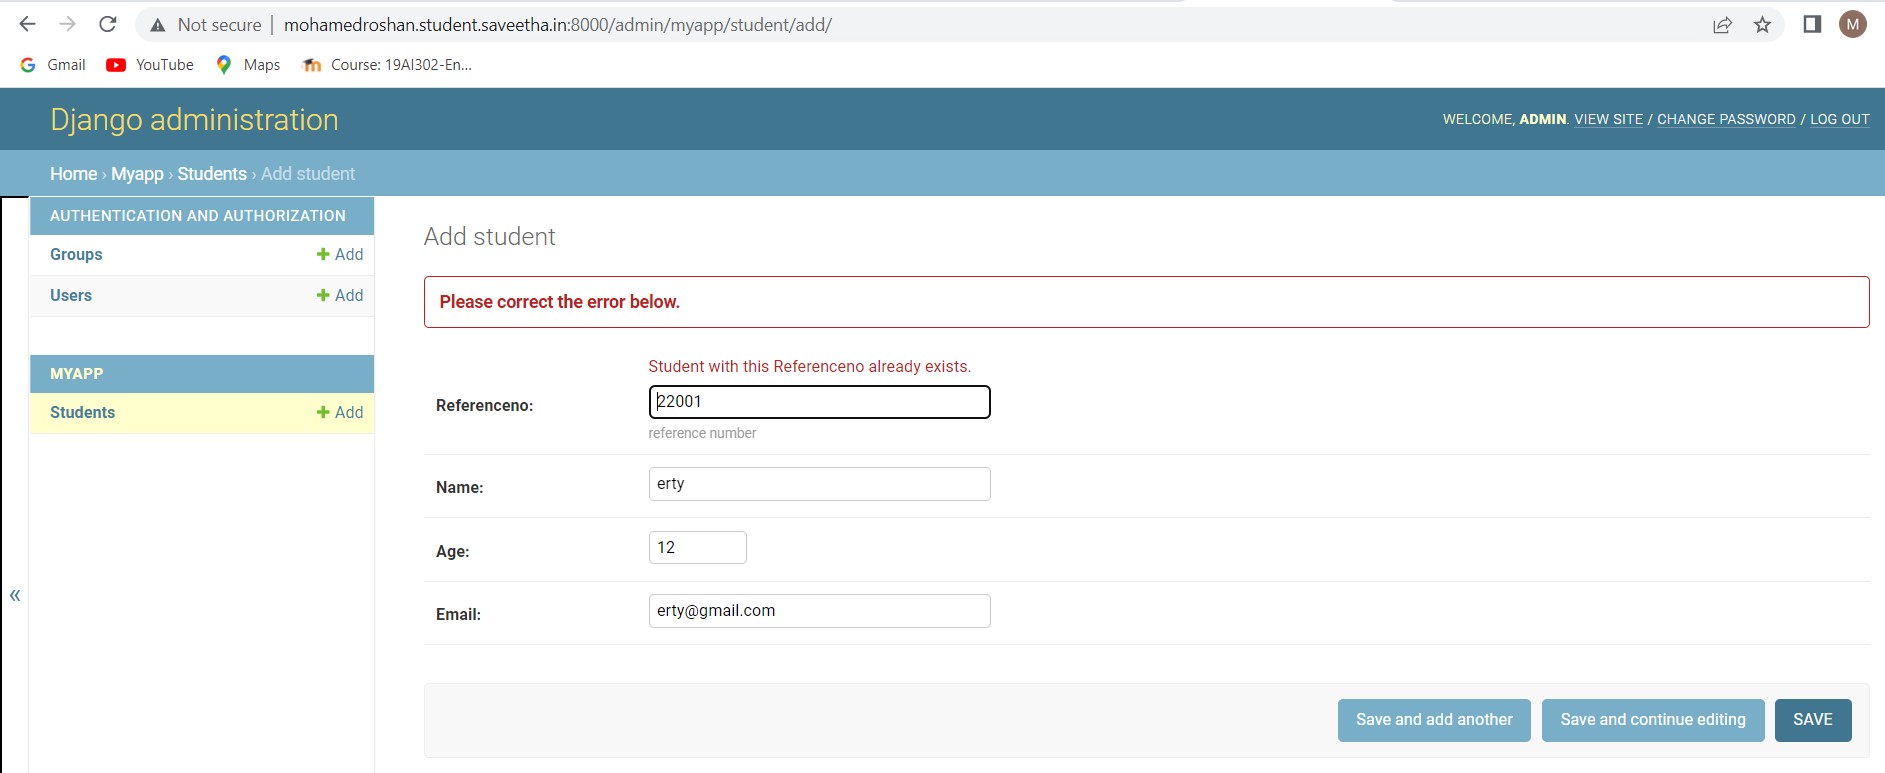 Not secure | mohamedroshan.student.saveetha.in:8000/admin/myapp/student/add/
M
Gmail YouTube Maps Course: 19AI302-En...
Django administration
WELCOME, ADMIN. VIEW SITE / CHANGE PASSWORD / LOG OUT
Home › Myapp › Students › Add student
AUTHENTICATION AND AUTHORIZATION
Groups + Add
Users + Add
MYAPP
Students + Add
«
Add student
Please correct the error below.
Student with this Referenceno already exists.
Referenceno: 22001
reference number
Name: erty
Age: 12
Email: erty@gmail.com
Save and add another Save and continue editing SAVE